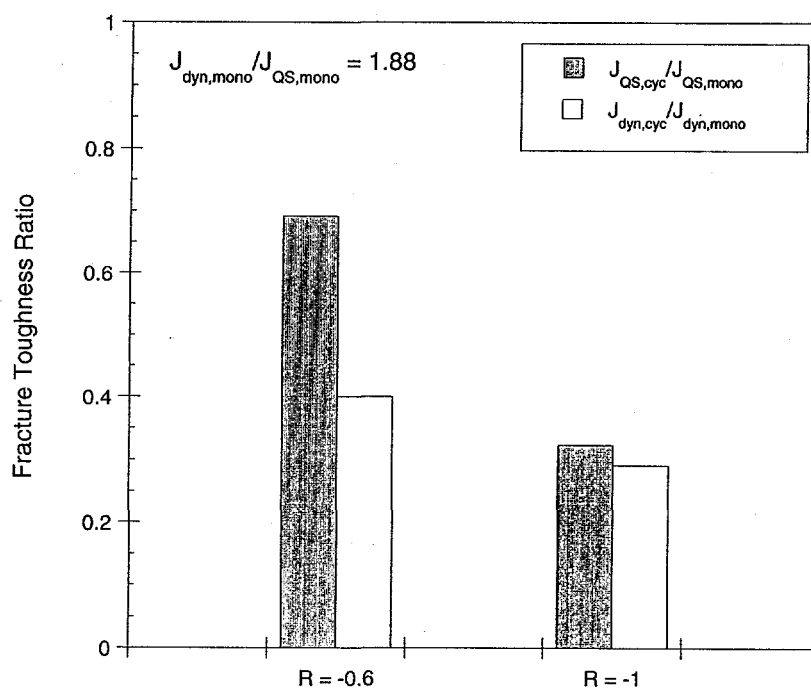 1
J_dyn,mono/J_QS,mono = 1.88
J_QS,cyc/J_QS,mono
J_dyn,cyc/J_dyn,mono
0.8
0.6
0.4
0.2
0
Fracture Toughness Ratio
R = -0.6
R = -1